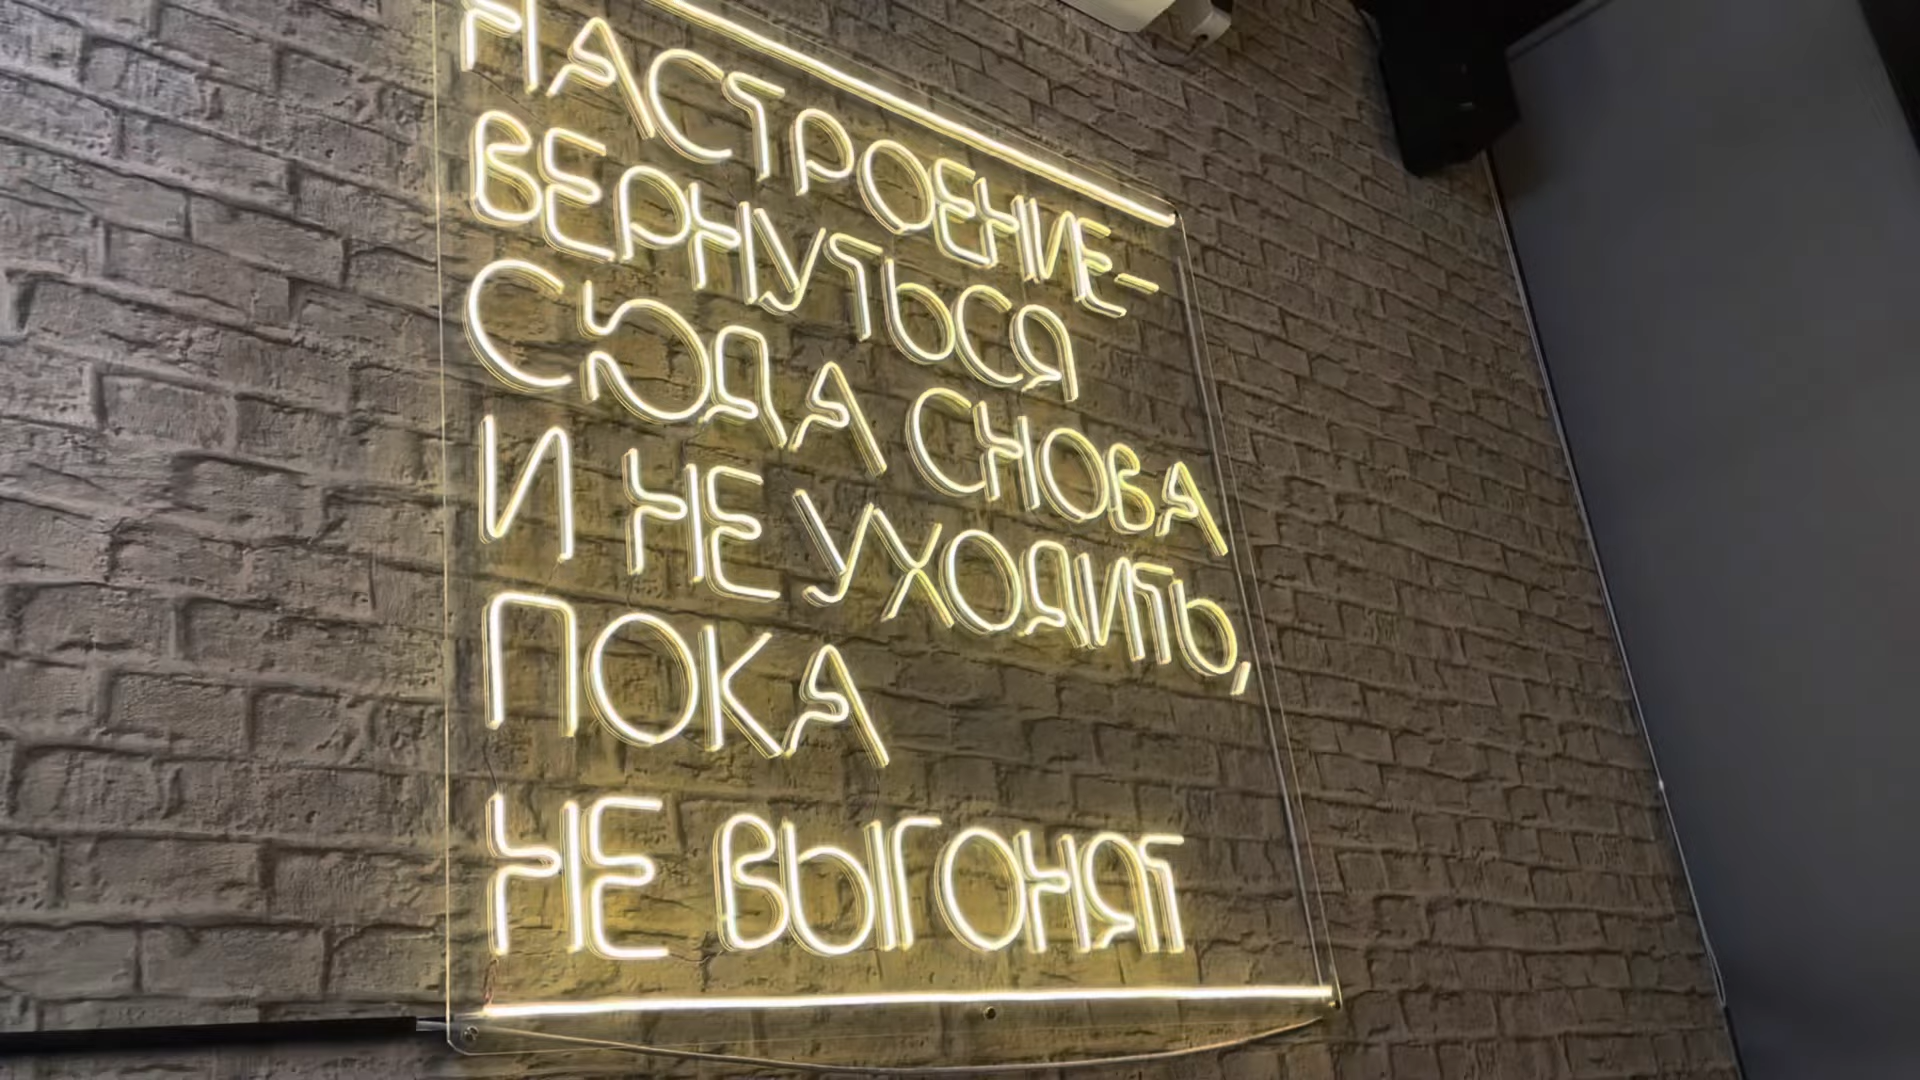 НАСТРОЕНИЕ-
ВЕРНУТЬСЯ
СЮДА СНОВА
И НЕ УХОДИТЬ,
ПОКА
НЕ ВЫГОНЯТ